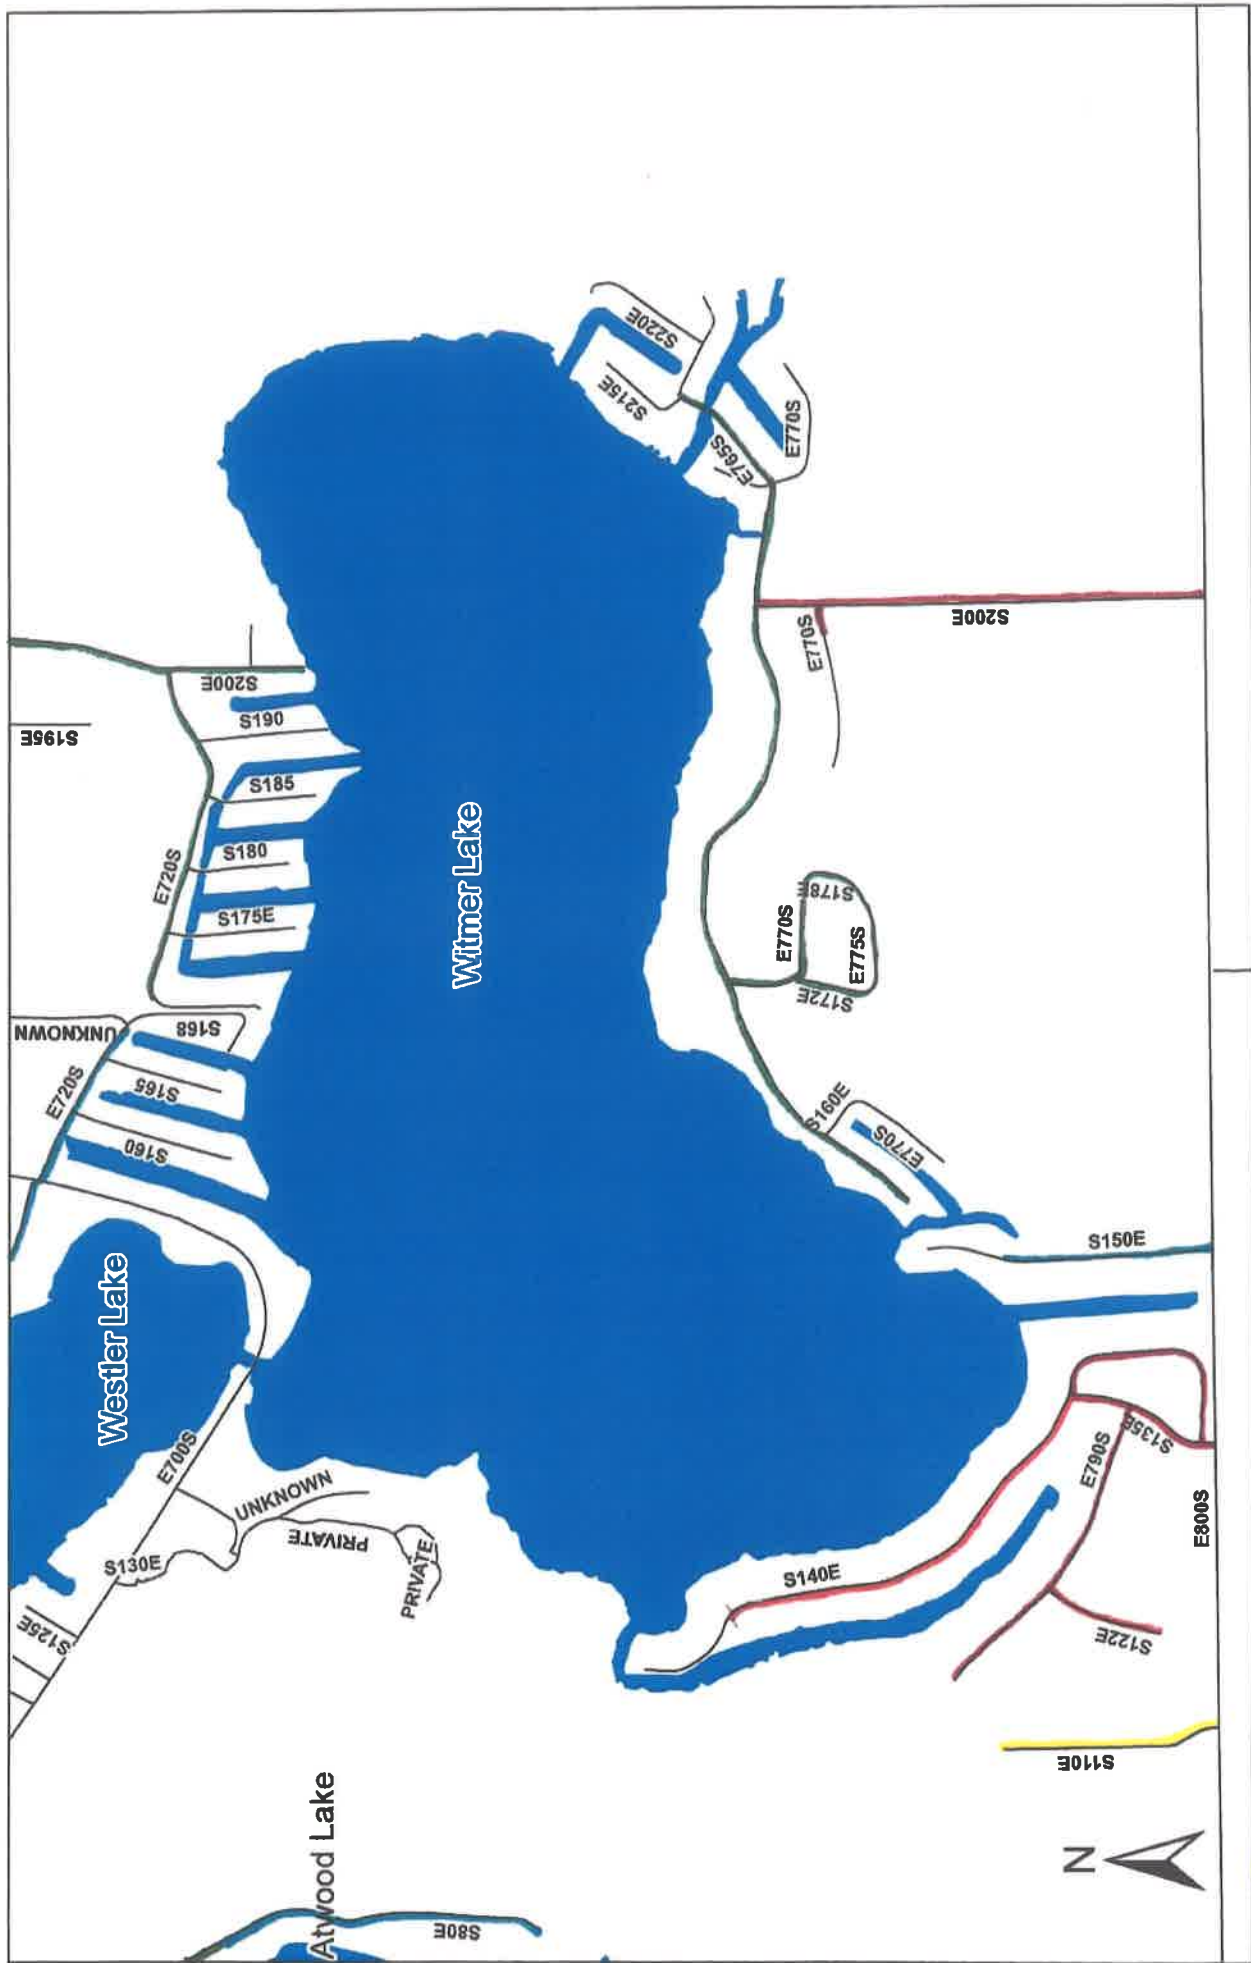 S195E
S200E
S190
S185
S180
S175E
E720S
UNKNOWN
S168
E720S
S165
S160
Westler Lake
Witmer Lake
S220E
S215E
E765S
E770S
S200E
E770S
S178E
E770S
E775S
S172E
S160E
E770S
S150E
E700S
UNKNOWN
PRIVATE
PRIVATE
S130E
S125E
S140E
E790S
S135E
E800S
S122E
S110E
Atwood Lake
S80E
N